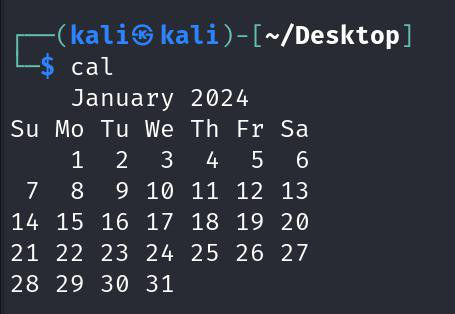 ┌──(kali㉿kali)-[~/Desktop]
└─$ cal
    January 2024
Su Mo Tu We Th Fr Sa
    1  2  3  4  5  6
 7  8  9 10 11 12 13
14 15 16 17 18 19 20
21 22 23 24 25 26 27
28 29 30 31